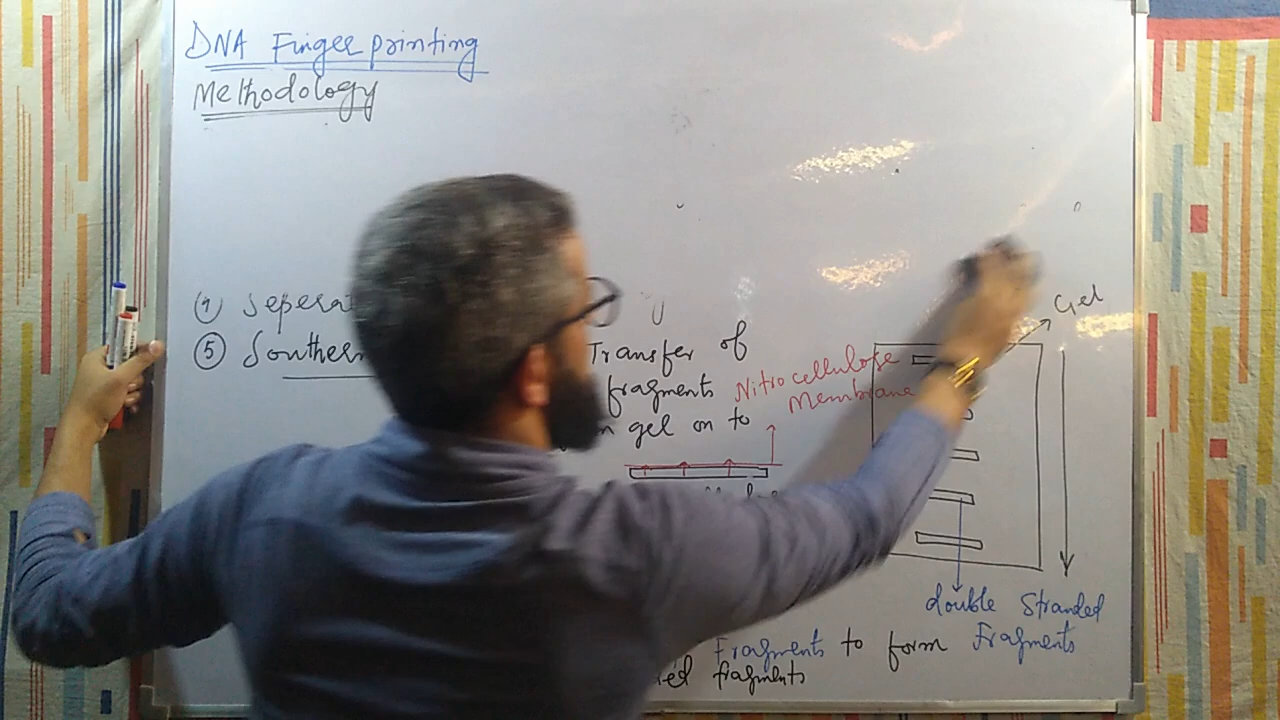 DNA Finger printing
Methodology
Gel
(4) Seperat
(5) Southern Transfer of
fragments Nitrocellulose
Membrane
gel on to
double Stranded
Fragments to form Fragments
fragments